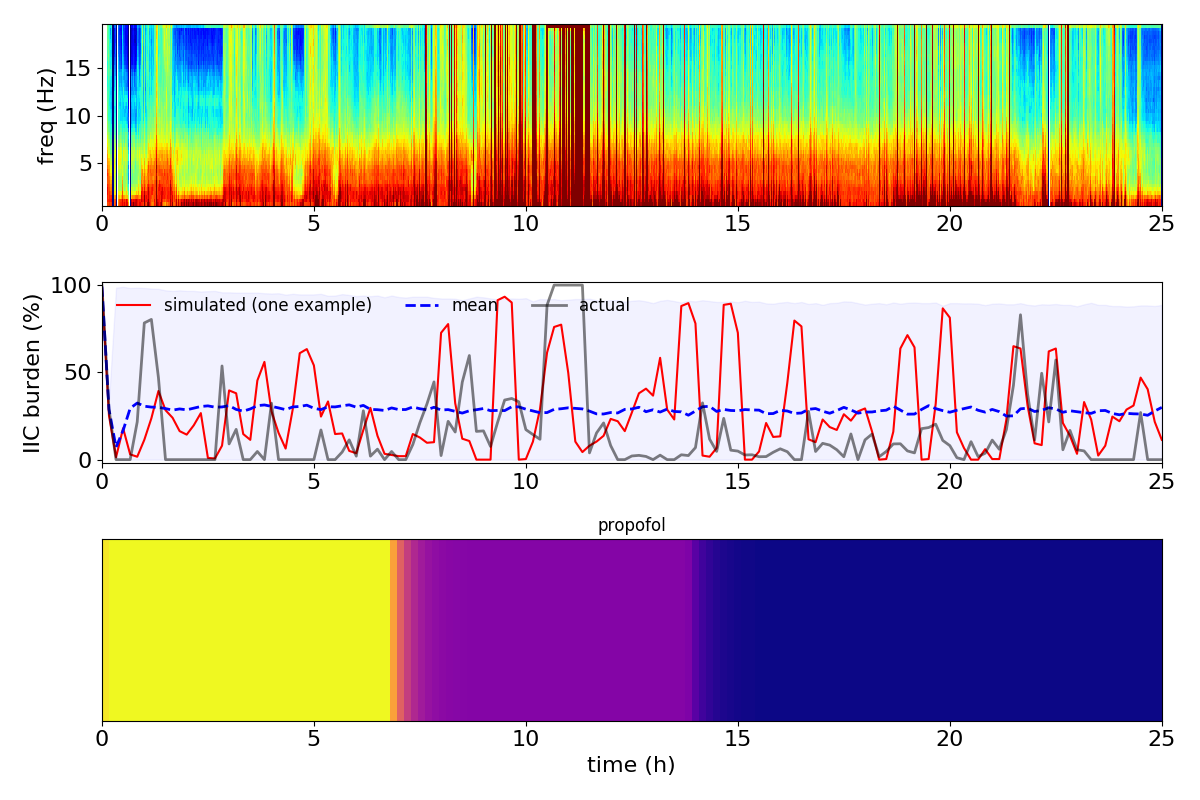 15
10
5
freq (Hz)
0 5 10 15 20 25
100
50
0
IIC burden (%)
simulated (one example) mean actual
0 5 10 15 20 25
propofol
0 5 10 15 20 25
time (h)